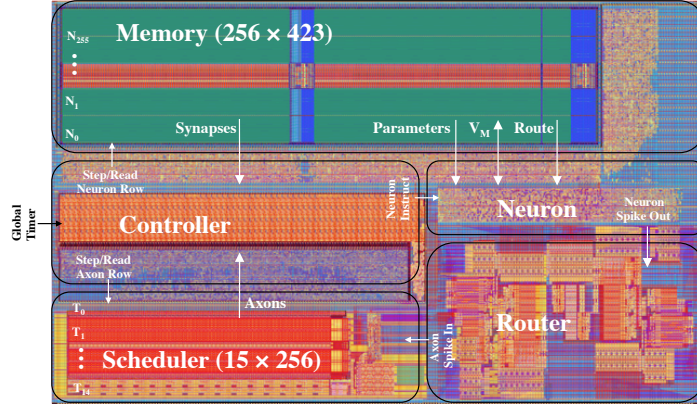 Memory (256 × 423)
N255
N1
N0
Synapses
Parameters
VM
Route
Step/Read
Neuron Row
Global
Timer
Controller
Neuron
Instruct
Neuron
Neuron
Spike Out
Step/Read
Axon Row
Axons
T0
T1
Scheduler (15 × 256)
T14
Axon
Spike In
Router